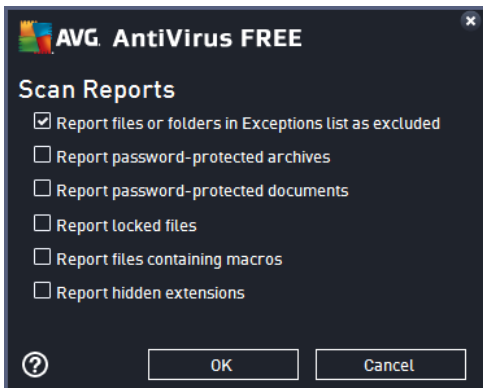 AVG. AntiVirus FREE
Scan Reports
Report files or folders in Exceptions list as excluded
Report password-protected archives
Report password-protected documents
Report locked files
Report files containing macros
Report hidden extensions
? OK Cancel